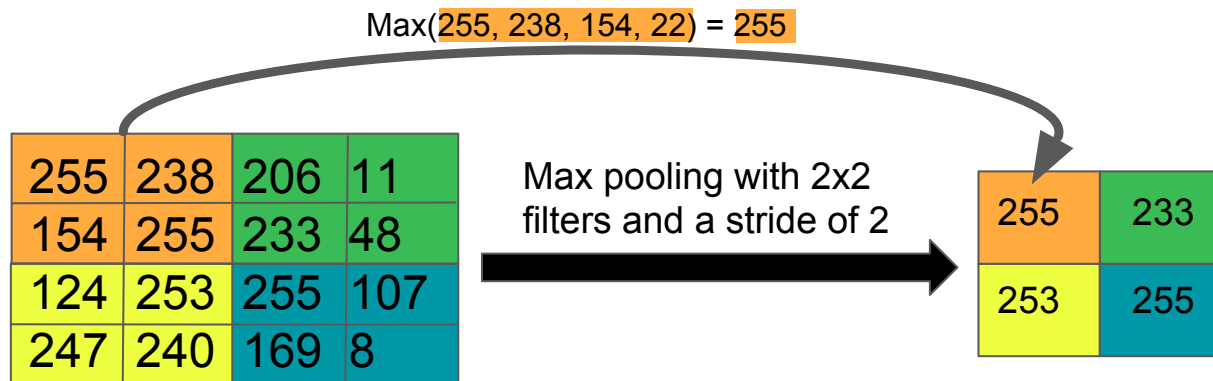 Max(255, 238, 154, 22) = 255
255 238 206 11
154 255 233 48
124 253 255 107
247 240 169 8
Max pooling with 2x2
filters and a stride of 2
255 233
253 255